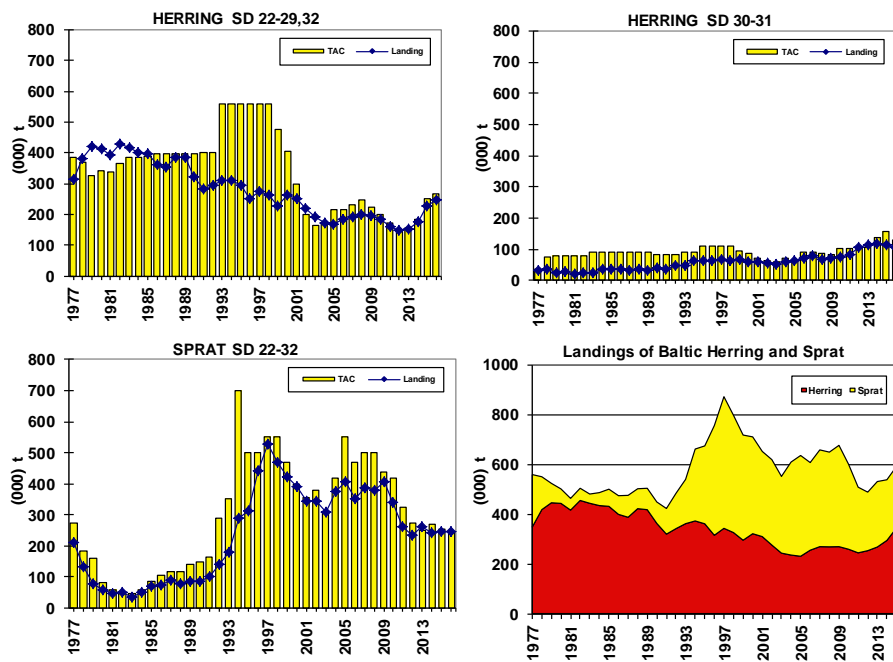 HERRING SD 22-29,32
800
700
600
500
400
300
200
100
0
(000) t
TAC Landing
1977 1981 1985 1989 1993 1997 2001 2005 2009 2013
HERRING SD 30-31
800
700
600
500
400
300
200
100
0
(000) t
TAC Landing
1977 1981 1985 1989 1993 1997 2001 2005 2009 2013
SPRAT SD 22-32
800
700
600
500
400
300
200
100
0
(000) t
TAC Landing
1977 1981 1985 1989 1993 1997 2001 2005 2009 2013
Landings of Baltic Herring and Sprat
1000
800
600
400
200
0
(000) t
Herring Sprat
1977 1981 1985 1989 1993 1997 2001 2005 2009 2013